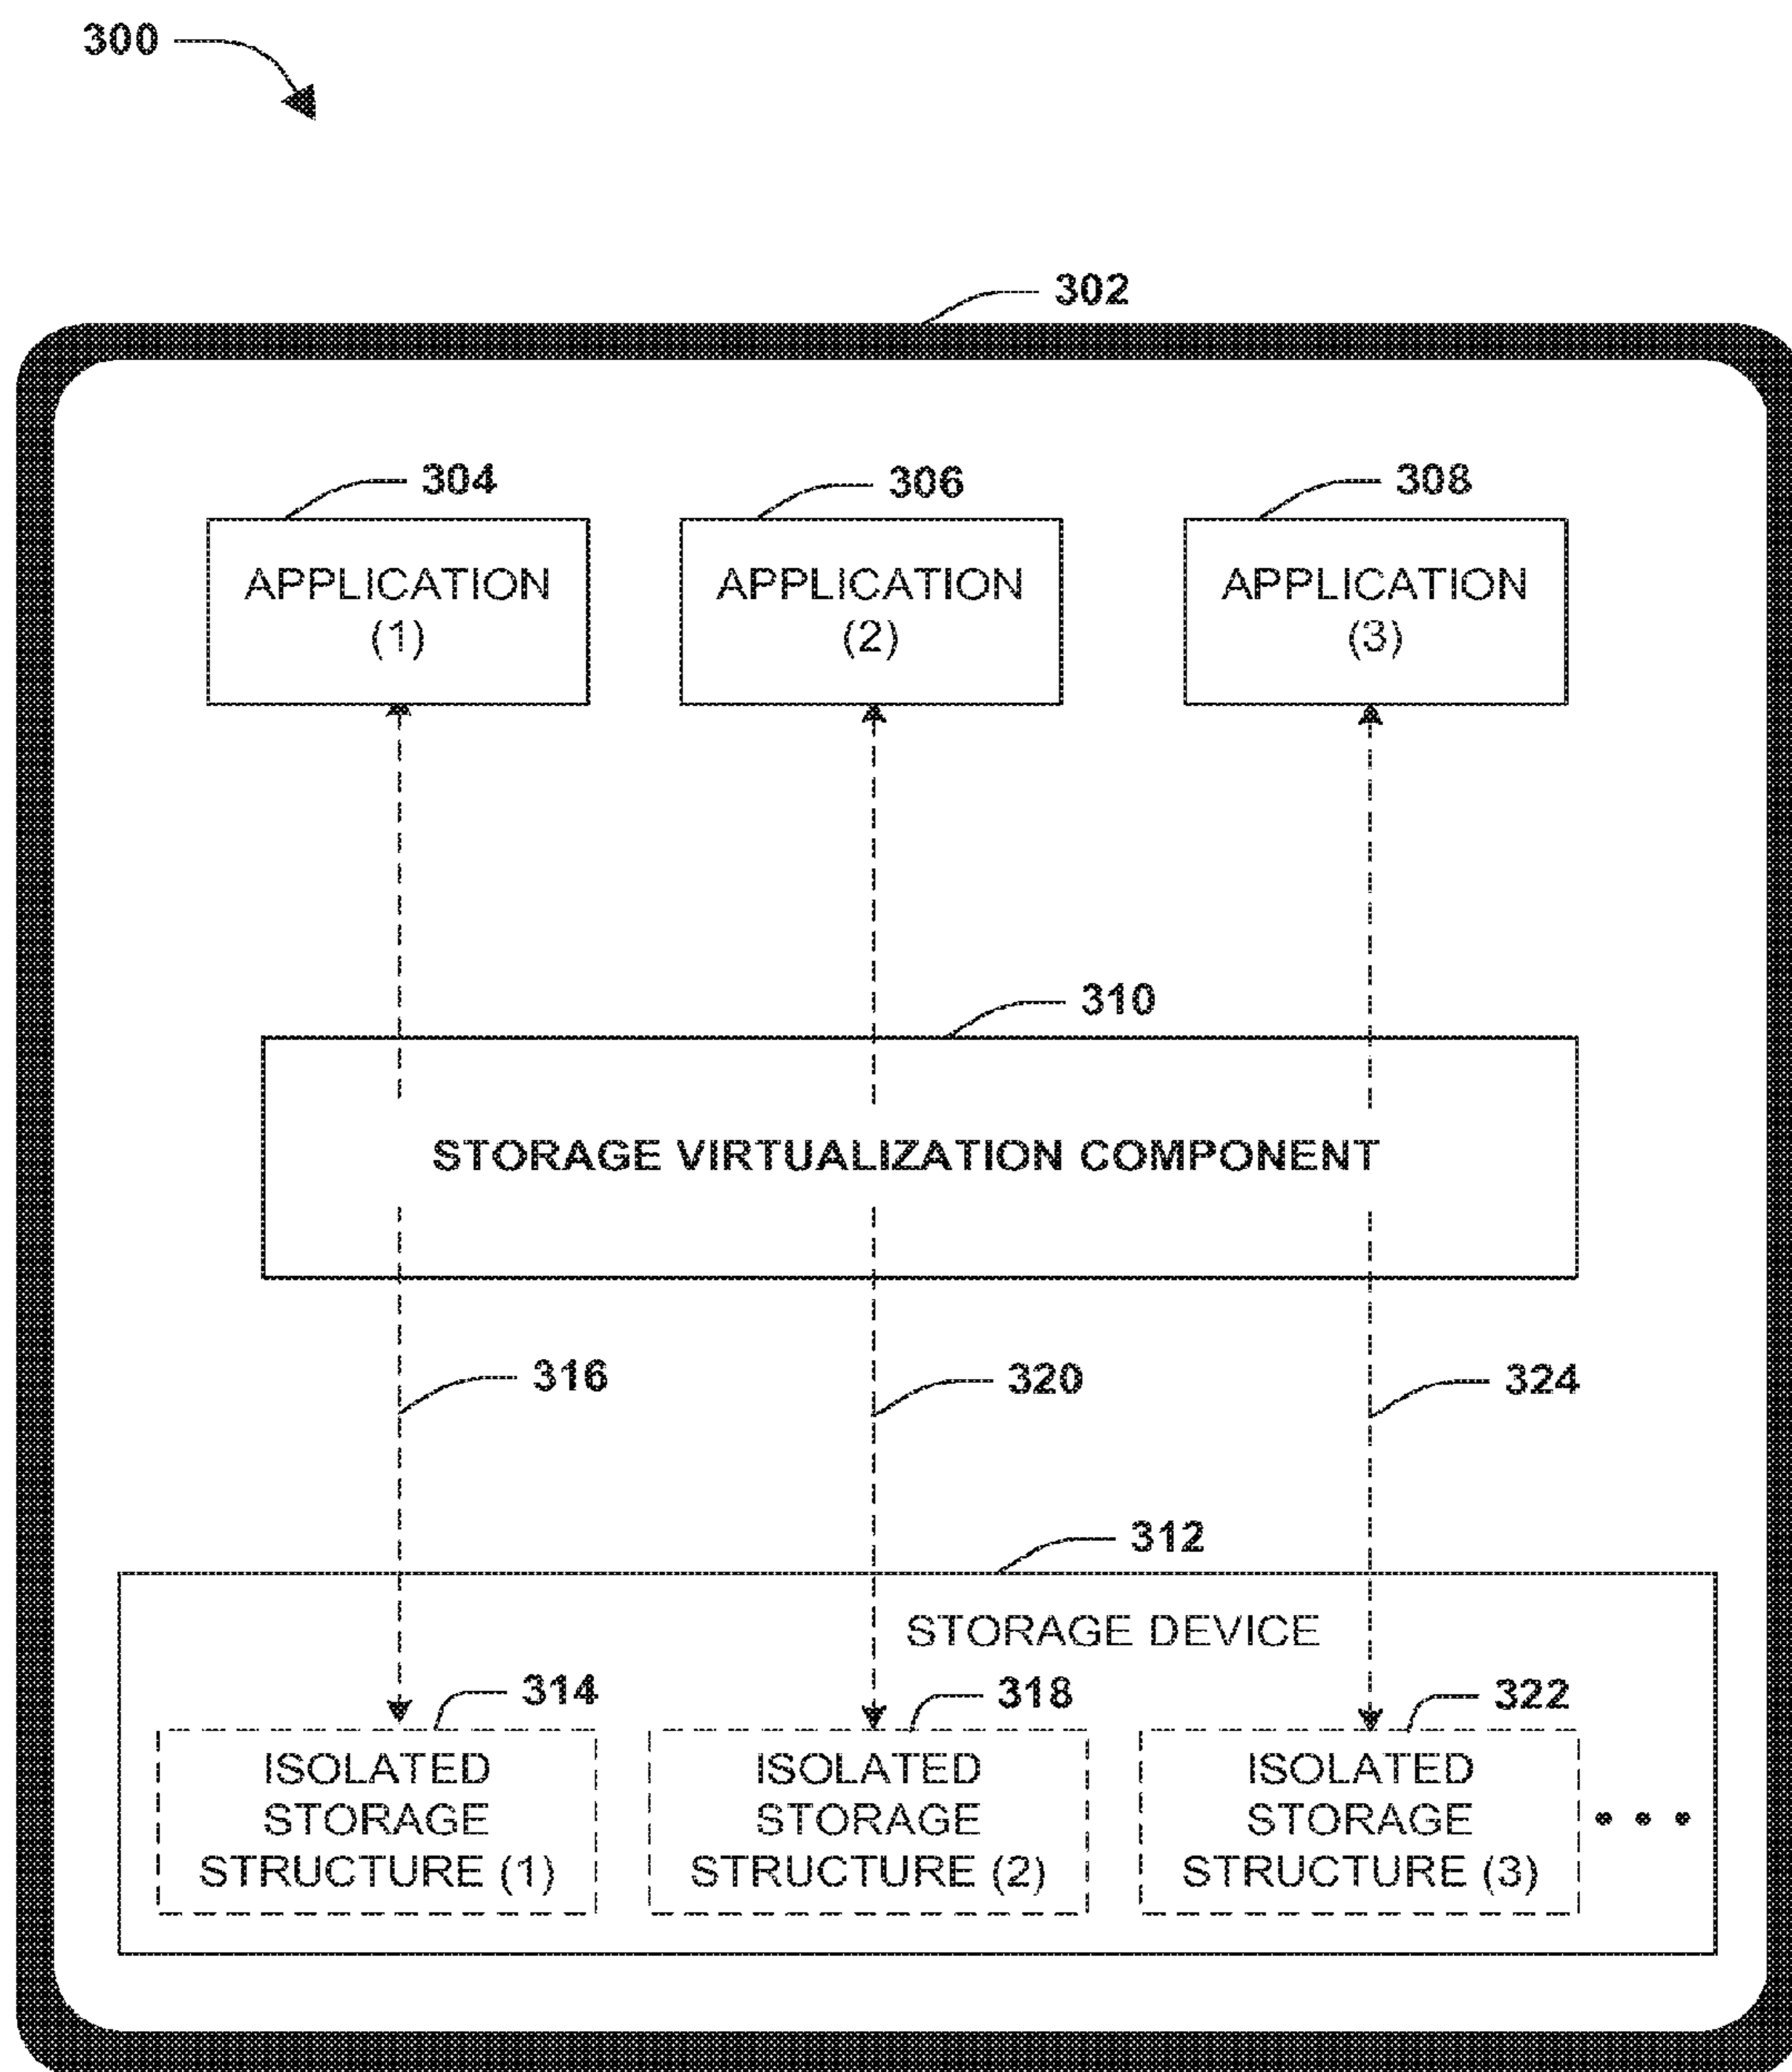 300
302
304
306
308
APPLICATION
(1)
APPLICATION
(2)
APPLICATION
(3)
310
STORAGE VIRTUALIZATION COMPONENT
316
320
324
312
STORAGE DEVICE
314
318
322
ISOLATED
STORAGE
STRUCTURE (1)
ISOLATED
STORAGE
STRUCTURE (2)
ISOLATED
STORAGE
STRUCTURE (3)
• • •